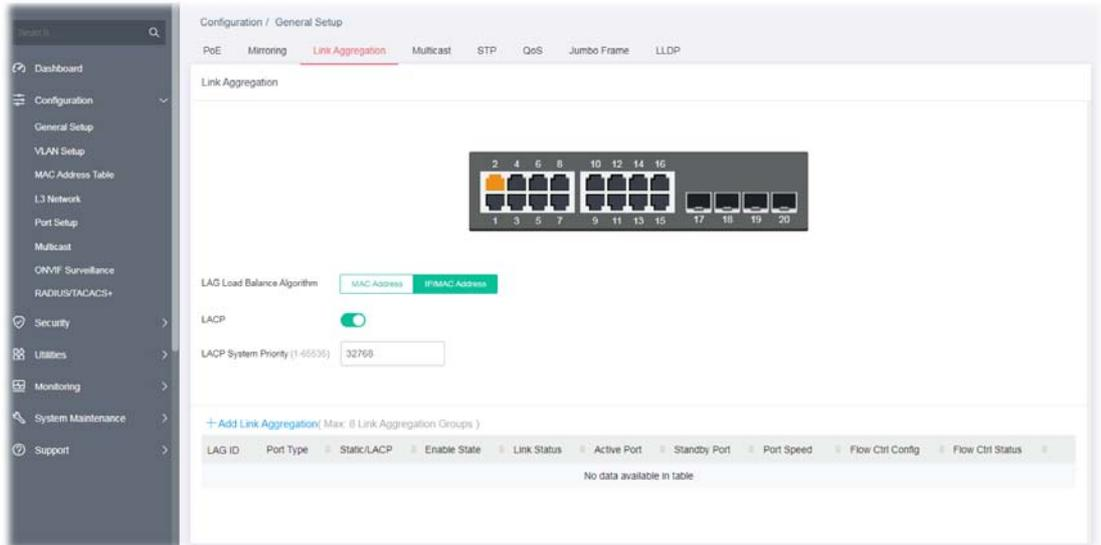 Search
Configuration / General Setup
PoE Mirroring Link Aggregation Multicast STP QoS Jumbo Frame LLDP
Dashboard
Configuration
General Setup
VLAN Setup
MAC Address Table
L3 Network
Port Setup
Multicast
ONVIF Surveillance
RADIUS/TACACS+
Security
Utilities
Monitoring
System Maintenance
Support
Link Aggregation
2 4 6 8 10 12 14 16
1 3 5 7 9 11 13 15 17 18 19 20
LAG Load Balance Algorithm MAC Address IP/MAC Address
LACP
LACP System Priority (1-65535) 32768
+Add Link Aggregation( Max: 8 Link Aggregation Groups )
LAG ID Port Type Static/LACP Enable State Link Status Active Port Standby Port Port Speed Flow Ctrl Config Flow Ctrl Status
No data available in table